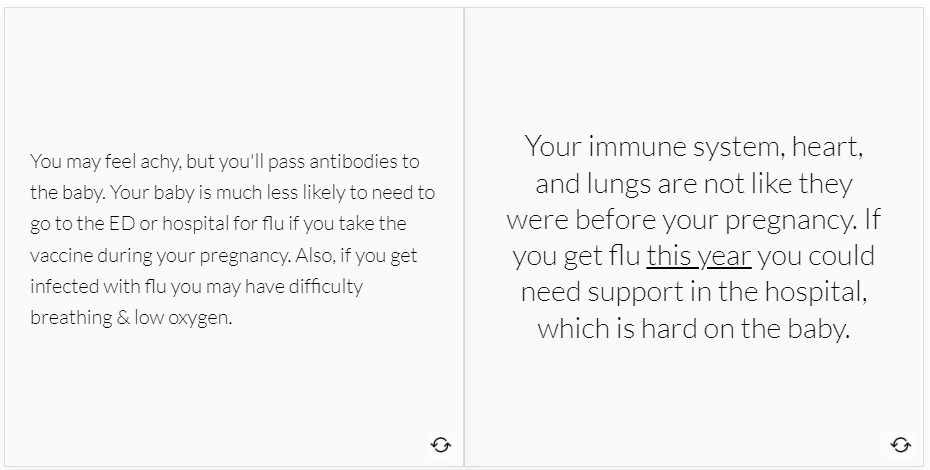 You may feel achy, but you'll pass antibodies to
the baby. Your baby is much less likely to need to
go to the ED or hospital for flu if you take the
vaccine during your pregnancy. Also, if you get
infected with flu you may have difficulty
breathing & low oxygen.
Your immune system, heart,
and lungs are not like they
were before your pregnancy. If
you get flu this year you could
need support in the hospital,
which is hard on the baby.